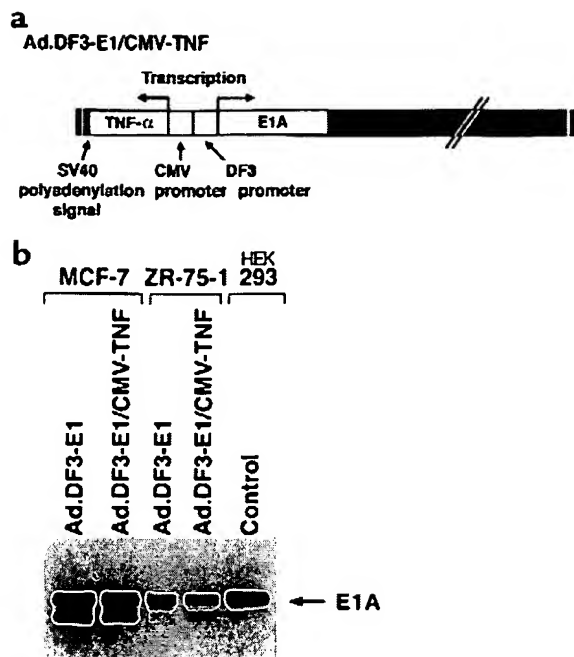 a
Ad.DF3-E1/CMV-TNF
Transcription
TNF-α
E1A
SV40 polyadenylation signal
CMV promoter
DF3 promoter
b
HEK
MCF-7 ZR-75-1 293
Ad.DF3-E1
Ad.DF3-E1/CMV-TNF
Ad.DF3-E1
Ad.DF3-E1/CMV-TNF
Control
E1A